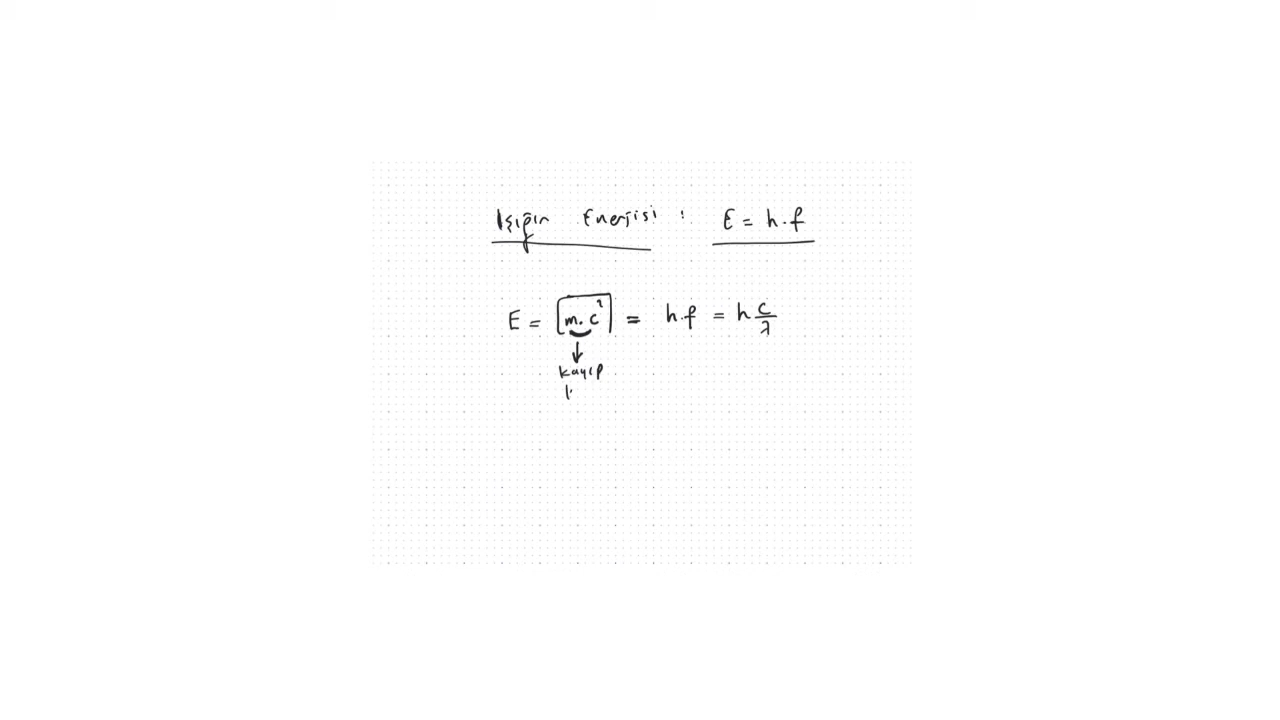 Işığın Enerjisi : E = h.f
E = m.c² = h.f = h c/λ
kayıp